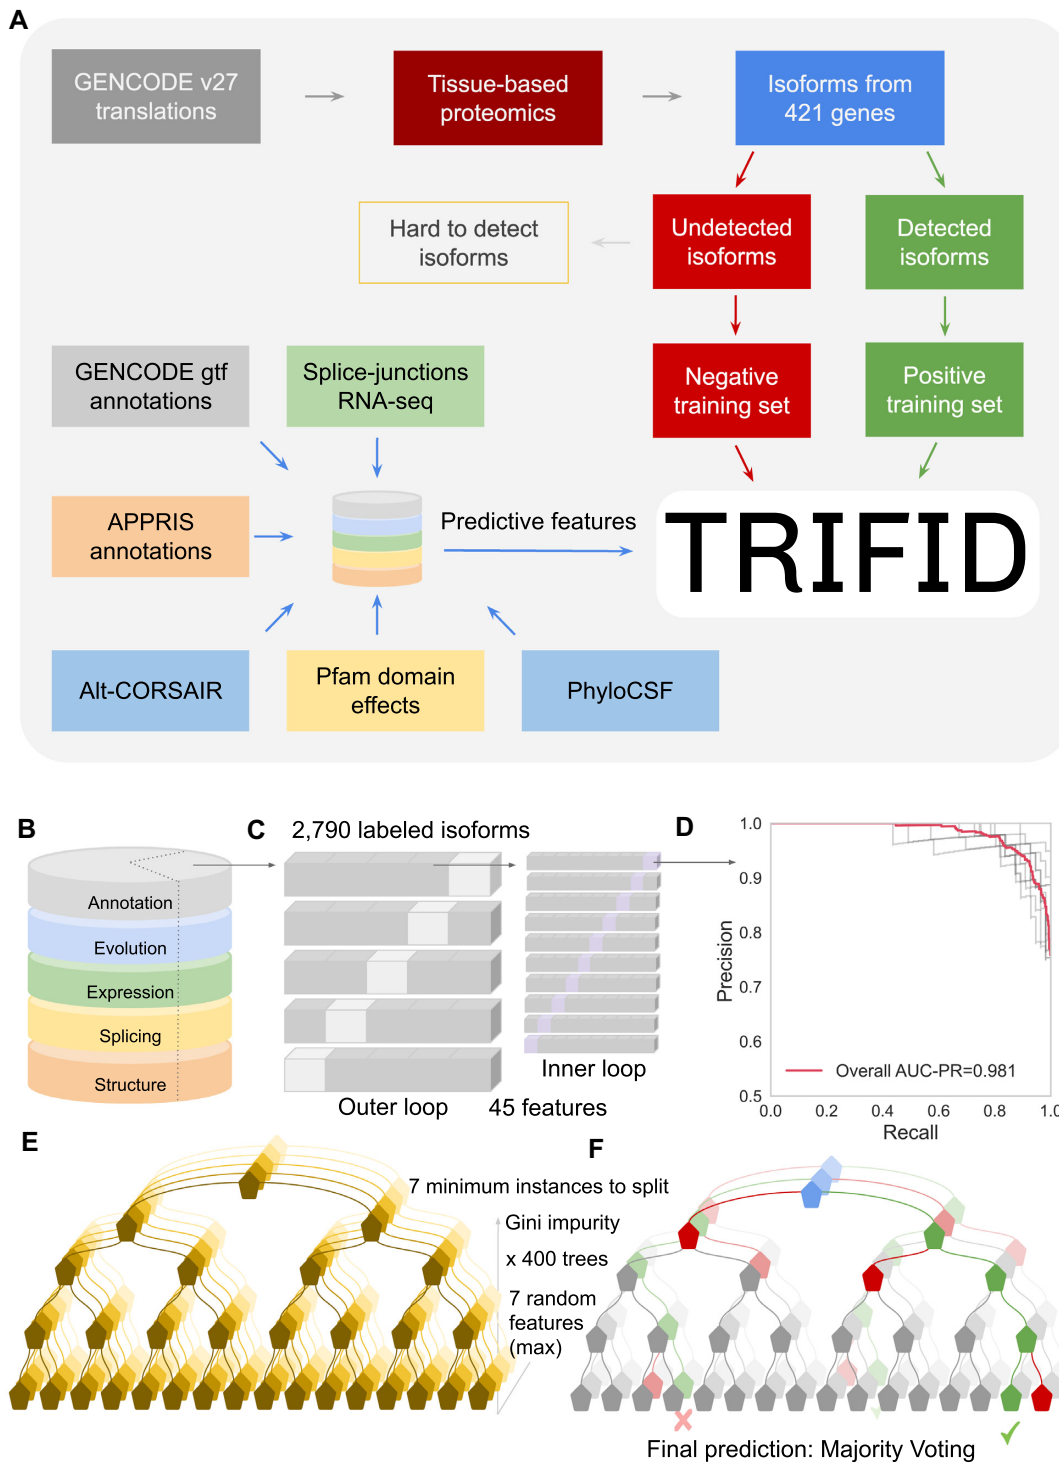 A
GENCODE v27
translations
Tissue-based
proteomics
Isoforms from
421 genes
Hard to detect
isoforms
Undetected
isoforms
Detected
isoforms
GENCODE gtf
annotations
Splice-junctions
RNA-seq
Negative
training set
Positive
training set
APPRIS
annotations
Predictive features
TRIFID
Alt-CORSAIR
Pfam domain
effects
PhyloCSF
B
Annotation
Evolution
Expression
Splicing
Structure
C
2,790 labeled isoforms
Outer loop
Inner loop
45 features
D
Precision
1.0
0.9
0.8
0.7
0.6
0.5
Overall AUC-PR=0.981
0.0 0.2 0.4 0.6 0.8 1.0
Recall
E
7 minimum instances to split
Gini impurity
x 400 trees
7 random
features
(max)
F
Final prediction: Majority Voting